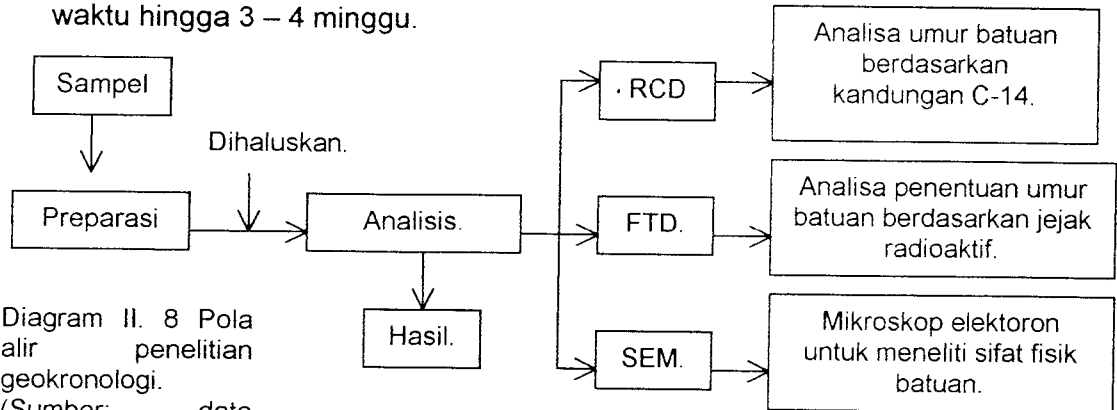 waktu hingga 3 – 4 minggu.
Sampel
Dihaluskan.
Preparasi
Analisis.
Hasil.
RCD
Analisa umur batuan
berdasarkan
kandungan C-14.
FTD.
Analisa penentuan umur
batuan berdasarkan jejak
radioaktif.
SEM.
Mikroskop elektoron
untuk meneliti sifat fisik
batuan.
Diagram II. 8 Pola
alir penelitian
geokronologi.
(Sumber: data